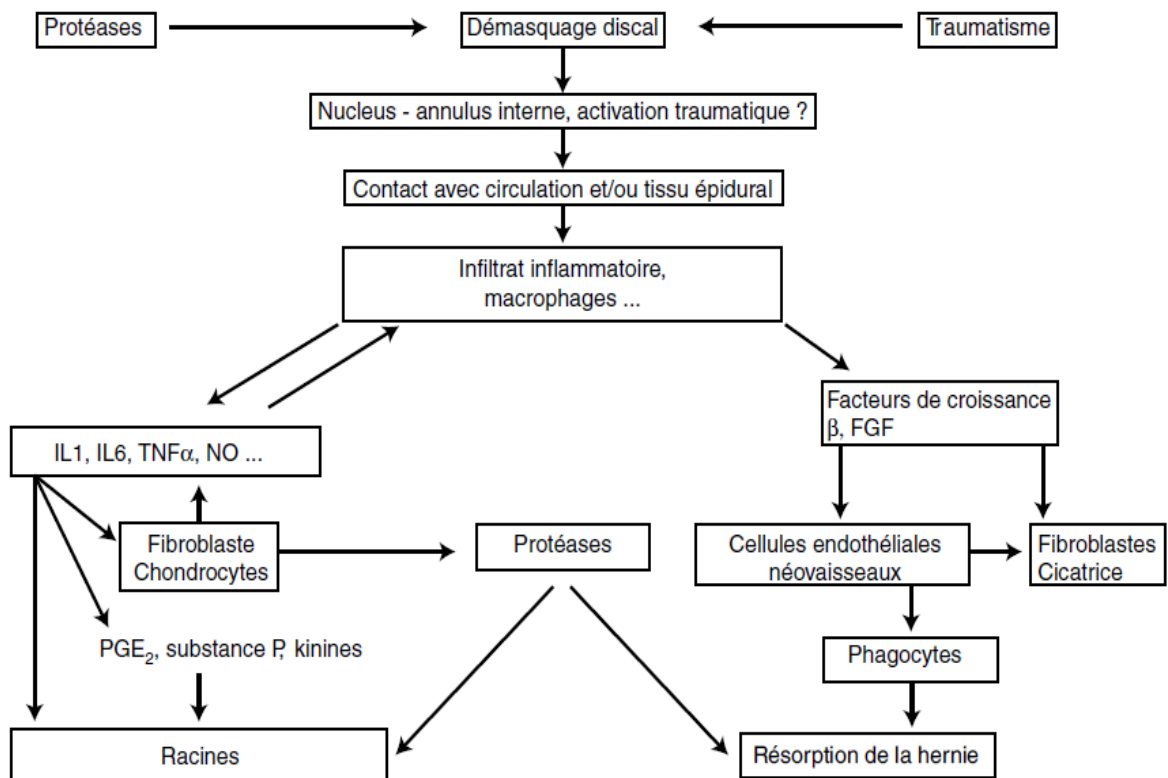 Protéases
Démasquage discal
Traumatisme
Nucleus - annulus interne, activation traumatique ?
Contact avec circulation et/ou tissu épidural
Infiltrat inflammatoire,
macrophages ...
Facteurs de croissance
β, FGF
IL1, IL6, TNFα, NO ...
Fibroblaste
Chondrocytes
Protéases
Cellules endothéliales
néovaisseaux
Fibroblastes
Cicatrice
PGE₂, substance P, kinines
Phagocytes
Racines
Résorption de la hernie